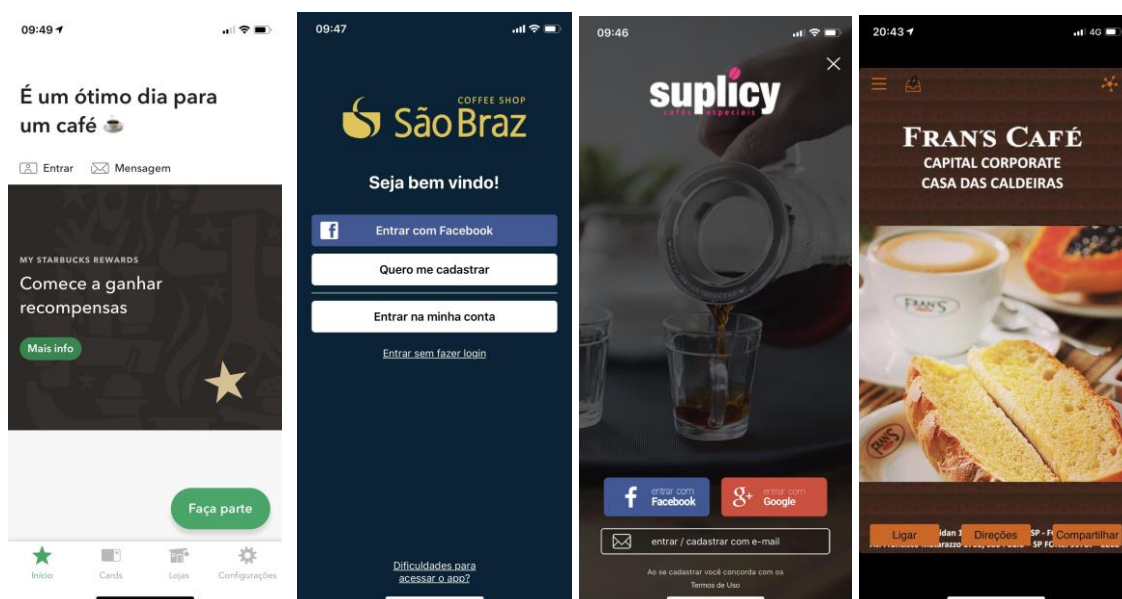 09:49
É um ótimo dia para
um café
Entrar
Mensagem
MY STARBUCKS REWARDS
Comece a ganhar
recompensas
Mais info
Faça parte
Início
Cards
Lojas
Configurações
09:47
COFFEE SHOP
São Braz
Seja bem vindo!
Entrar com Facebook
Quero me cadastrar
Entrar na minha conta
Entrar sem fazer login
Dificuldades para
acessar o app?
09:46
suplicy
cafés especiais
entrar com
Facebook
entrar com
Google
entrar / cadastrar com e-mail
Ao se cadastrar você concorda com os
Termos de Uso
20:43
4G
FRAN'S CAFÉ
CAPITAL CORPORATE
CASA DAS CALDEIRAS
FRAN'S
FRAN'S
Ligar
Direções
Compartilhar